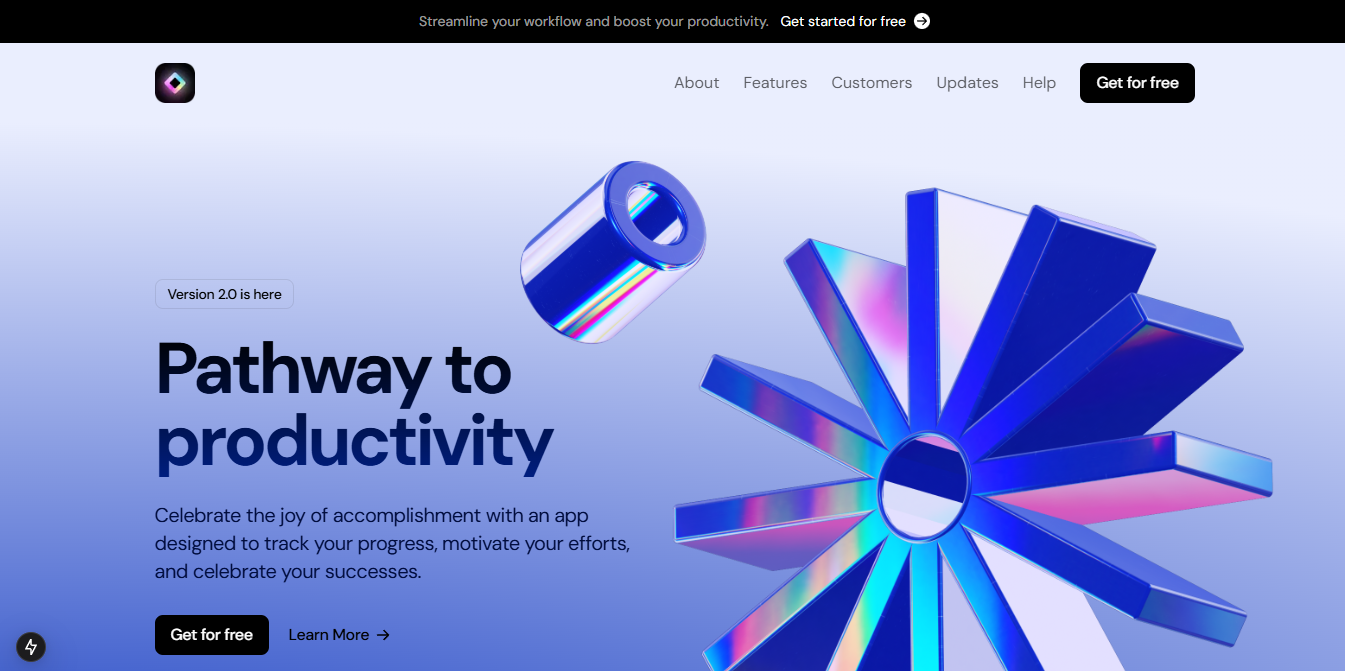 Streamline your workflow and boost your productivity. Get started for free
About Features Customers Updates Help Get for free
Version 2.0 is here
Pathway to
productivity
Celebrate the joy of accomplishment with an app
designed to track your progress, motivate your efforts,
and celebrate your successes.
Get for free Learn More →